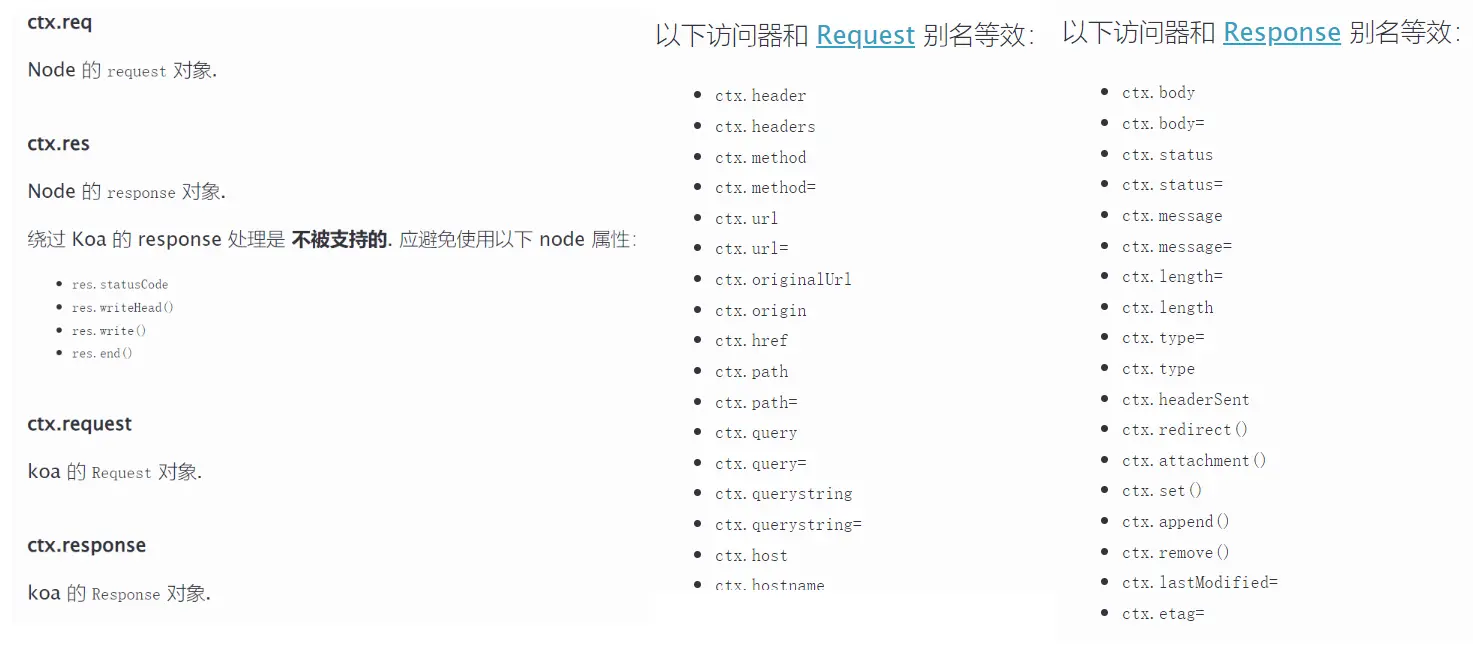 ctx.req
Node 的 request 对象.
ctx.res
Node 的 response 对象.
绕过 Koa 的 response 处理是 不被支持的. 应避免使用以下 node 属性：
res.statusCode
res.writeHead()
res.write()
res.end()
ctx.request
koa 的 Request 对象.
ctx.response
koa 的 Response 对象.
以下访问器和 Request 别名等效：
ctx.header
ctx.headers
ctx.method
ctx.method=
ctx.url
ctx.url=
ctx.originalUrl
ctx.origin
ctx.href
ctx.path
ctx.path=
ctx.query
ctx.query=
ctx.querystring
ctx.querystring=
ctx.host
ctx.hostname
以下访问器和 Response 别名等效：
ctx.body
ctx.body=
ctx.status
ctx.status=
ctx.message
ctx.message=
ctx.length=
ctx.length
ctx.type=
ctx.type
ctx.headerSent
ctx.redirect()
ctx.attachment()
ctx.set()
ctx.append()
ctx.remove()
ctx.lastModified=
ctx.etag=